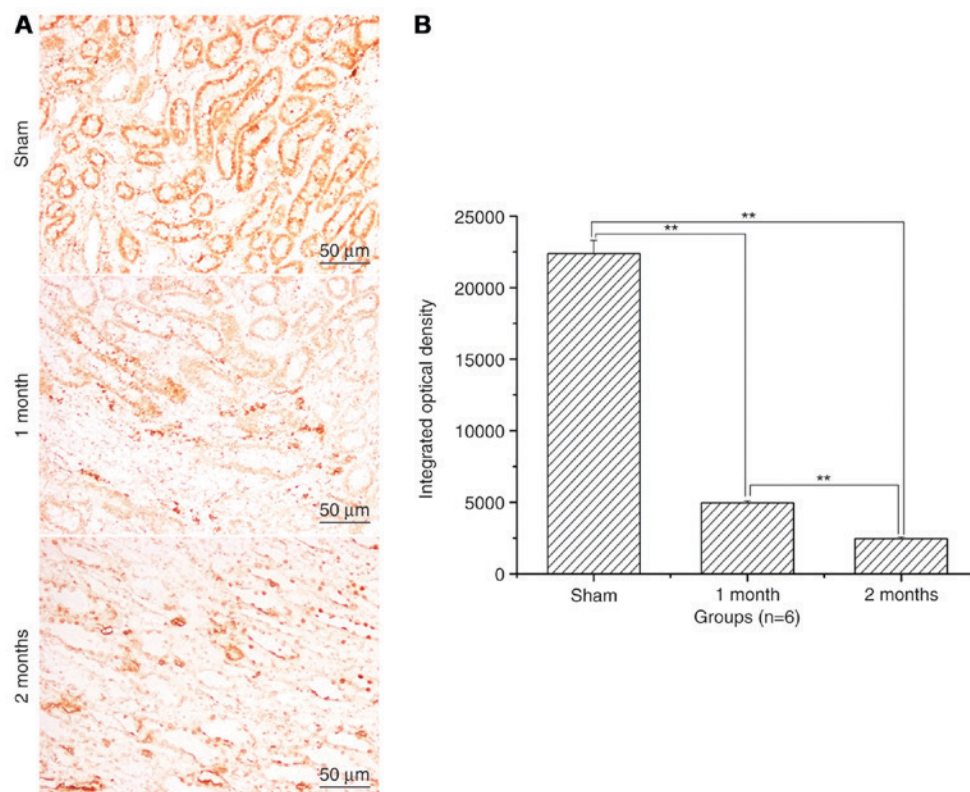 A
Sham
50 µm
1 month
50 µm
2 months
50 µm
B
Integrated optical density
25000
20000
15000
10000
5000
0
**
**
**
Sham
1 month
2 months
Groups (n=6)